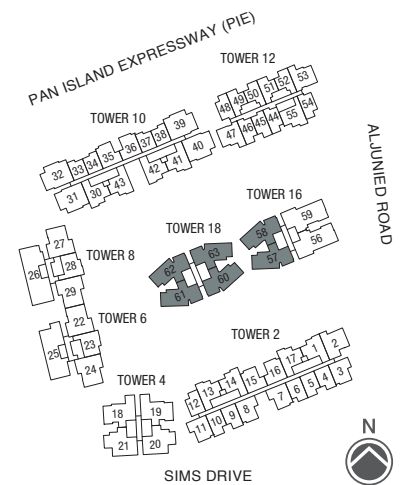 PAN ISLAND EXPRESSWAY (PIE)
TOWER 12
48 49 50 51 52 53
47 46 45 44 55 54
TOWER 10
32 33 34 35 36 37 38 39
31 30 43 42 41 40
ALJUNIED ROAD
TOWER 16
58 59
57 56
TOWER 18
62 63
61 60
TOWER 8
27
26 28
29
TOWER 6
22
25 23
24
TOWER 2
12 13 14 15 16 17 1 2
11 10 9 8 7 6 5 4 3
TOWER 4
18 19
21 20
N
SIMS DRIVE